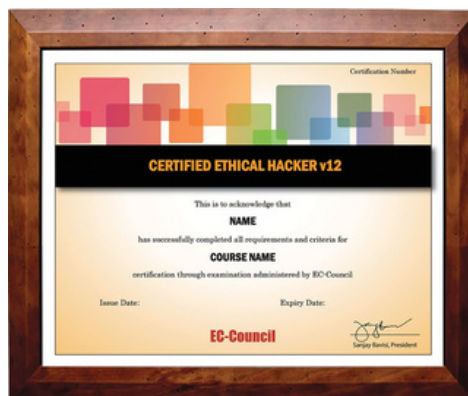 Certification Number
CERTIFIED ETHICAL HACKER v12
This is to acknowledge that
NAME
has successfully completed all requirements and criteria for
COURSE NAME
certification through examination administered by EC-Council
Issue Date: Expiry Date:
EC-Council
Sanjay Bavisi, President